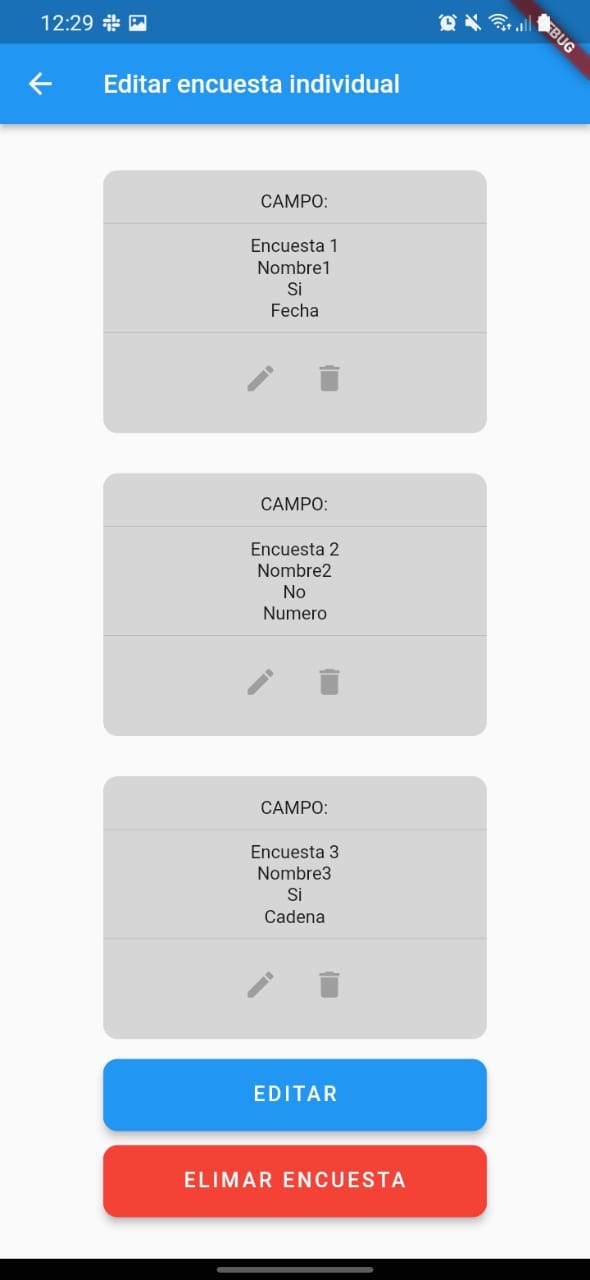 12:29
BUG
Editar encuesta individual
CAMPO:
Encuesta 1
Nombre1
Si
Fecha
CAMPO:
Encuesta 2
Nombre2
No
Numero
CAMPO:
Encuesta 3
Nombre3
Si
Cadena
EDITAR
ELIMAR ENCUESTA